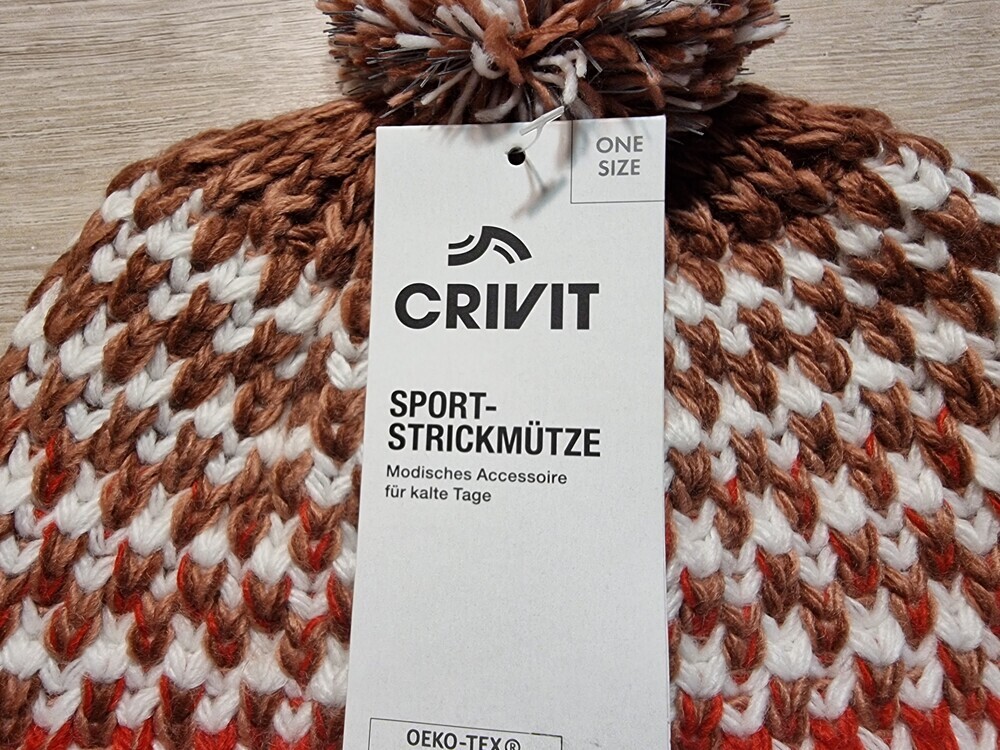 ONE
SIZE
CRIVIT
SPORT-
STRICKMÜTZE
Modisches Accessoire
für kalte Tage
OEKO-TEX®